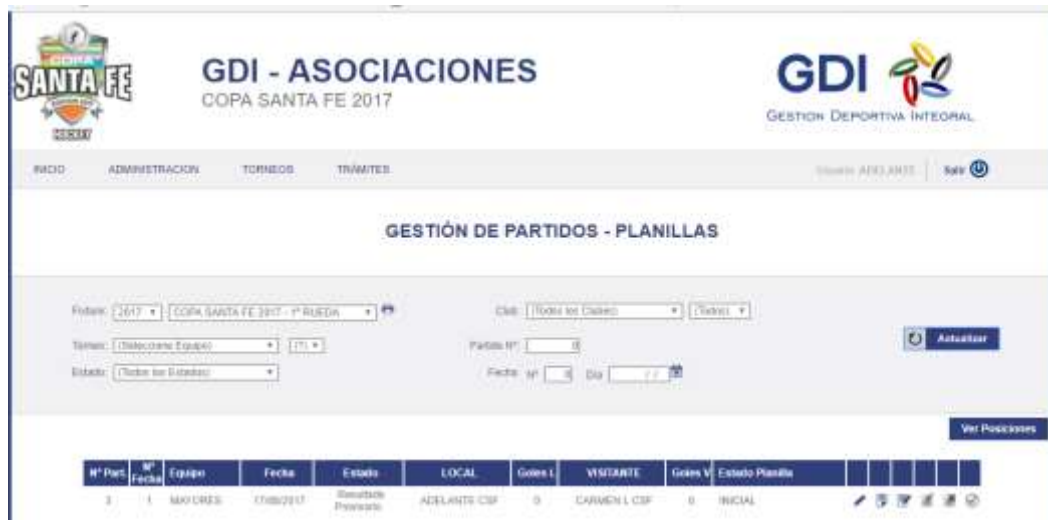 COPA
SANTA FE
HOCKEY
GDI - ASOCIACIONES
COPA SANTA FE 2017
GDI
GESTION DEPORTIVA INTEGRAL
INICIO ADMINISTRACION TORNEOS TRÁMITES Usuario: ADELANTE Salir
GESTIÓN DE PARTIDOS - PLANILLAS
Fixture: 2017 COPA SANTA FE 2017 - 1º RUEDA Club: (Todos los Clubes) (Todos)
Torneo: (Seleccione Equipo) (T) Partido Nº: 0 Actualizar
Estado: (Todos los Estados) Fecha: Nº 0 Día / /
Ver Posiciones
Nº Part. Nº Fecha Equipo Fecha Estado LOCAL Goles L VISITANTE Goles V Estado Planilla
3 1 MAYORES 17/06/2017 Resultado Provisorio ADELANTE CSF 0 CARMEN L CSF 0 INICIAL